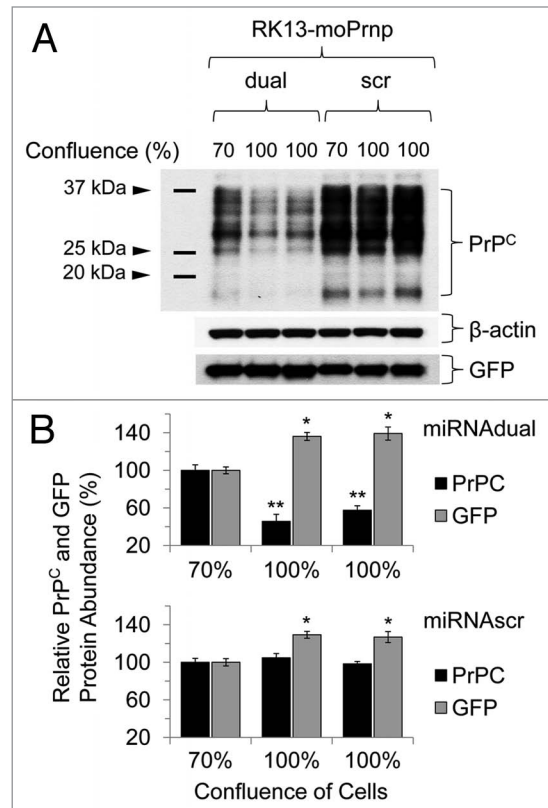 A
RK13-moPrnp
dual scr
Confluence (%) 70 100 100 70 100 100
37 kDa
25 kDa
20 kDa
PrPᶜ
β-actin
GFP
B
Relative PrPᶜ and GFP
Protein Abundance (%)
miRNAdual
140
100
60
20
* *
** **
PrPC
GFP
70% 100% 100%
miRNAscr
140
100
60
20
* *
PrPC
GFP
70% 100% 100%
Confluence of Cells